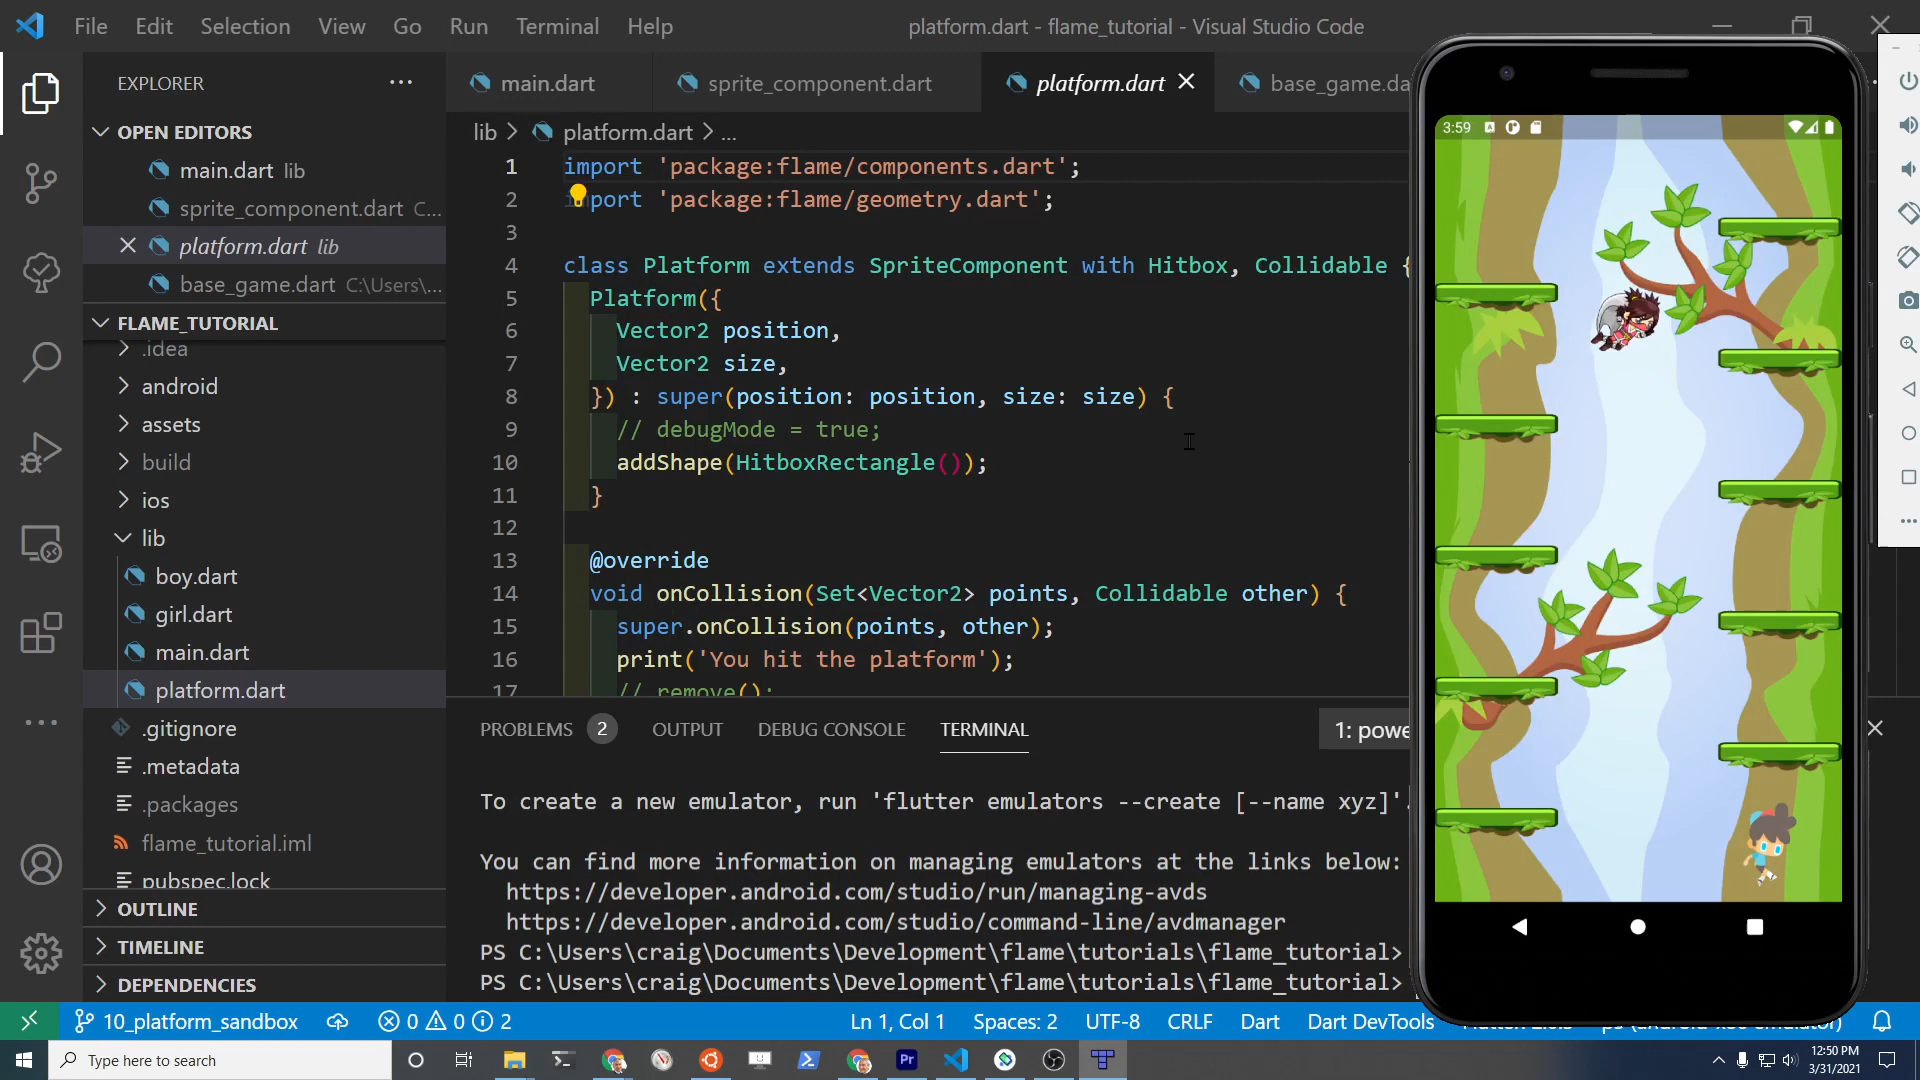 File Edit Selection View Go Run Terminal Help
platform.dart - flame_tutorial - Visual Studio Code
EXPLORER
OPEN EDITORS
main.dart lib
sprite_component.dart C...
platform.dart lib
base_game.dart C:\Users\...
FLAME_TUTORIAL
.idea
android
assets
build
ios
lib
boy.dart
girl.dart
main.dart
platform.dart
.gitignore
.metadata
.packages
flame_tutorial.iml
pubspec.lock
OUTLINE
TIMELINE
DEPENDENCIES
main.dart sprite_component.dart platform.dart base_game.da
lib > platform.dart > ...
1 import 'package:flame/components.dart';
2 import 'package:flame/geometry.dart';
3
4 class Platform extends SpriteComponent with Hitbox, Collidable {
5 Platform({
6 Vector2 position,
7 Vector2 size,
8 }) : super(position: position, size: size) {
9 // debugMode = true;
10 addShape(HitboxRectangle());
11 }
12
13 @override
14 void onCollision(Set<Vector2> points, Collidable other) {
15 super.onCollision(points, other);
16 print('You hit the platform');
17 // remove();
PROBLEMS 2 OUTPUT DEBUG CONSOLE TERMINAL 1: powe
To create a new emulator, run 'flutter emulators --create [--name xyz]'.
You can find more information on managing emulators at the links below:
https://developer.android.com/studio/run/managing-avds
https://developer.android.com/studio/command-line/avdmanager
PS C:\Users\craig\Documents\Development\flame\tutorials\flame_tutorial>
PS C:\Users\craig\Documents\Development\flame\tutorials\flame_tutorial>
3:59
10_platform_sandbox 0 0 2 Ln 1, Col 1 Spaces: 2 UTF-8 CRLF Dart Dart DevTools
Type here to search
Pr
12:50 PM
3/31/2021